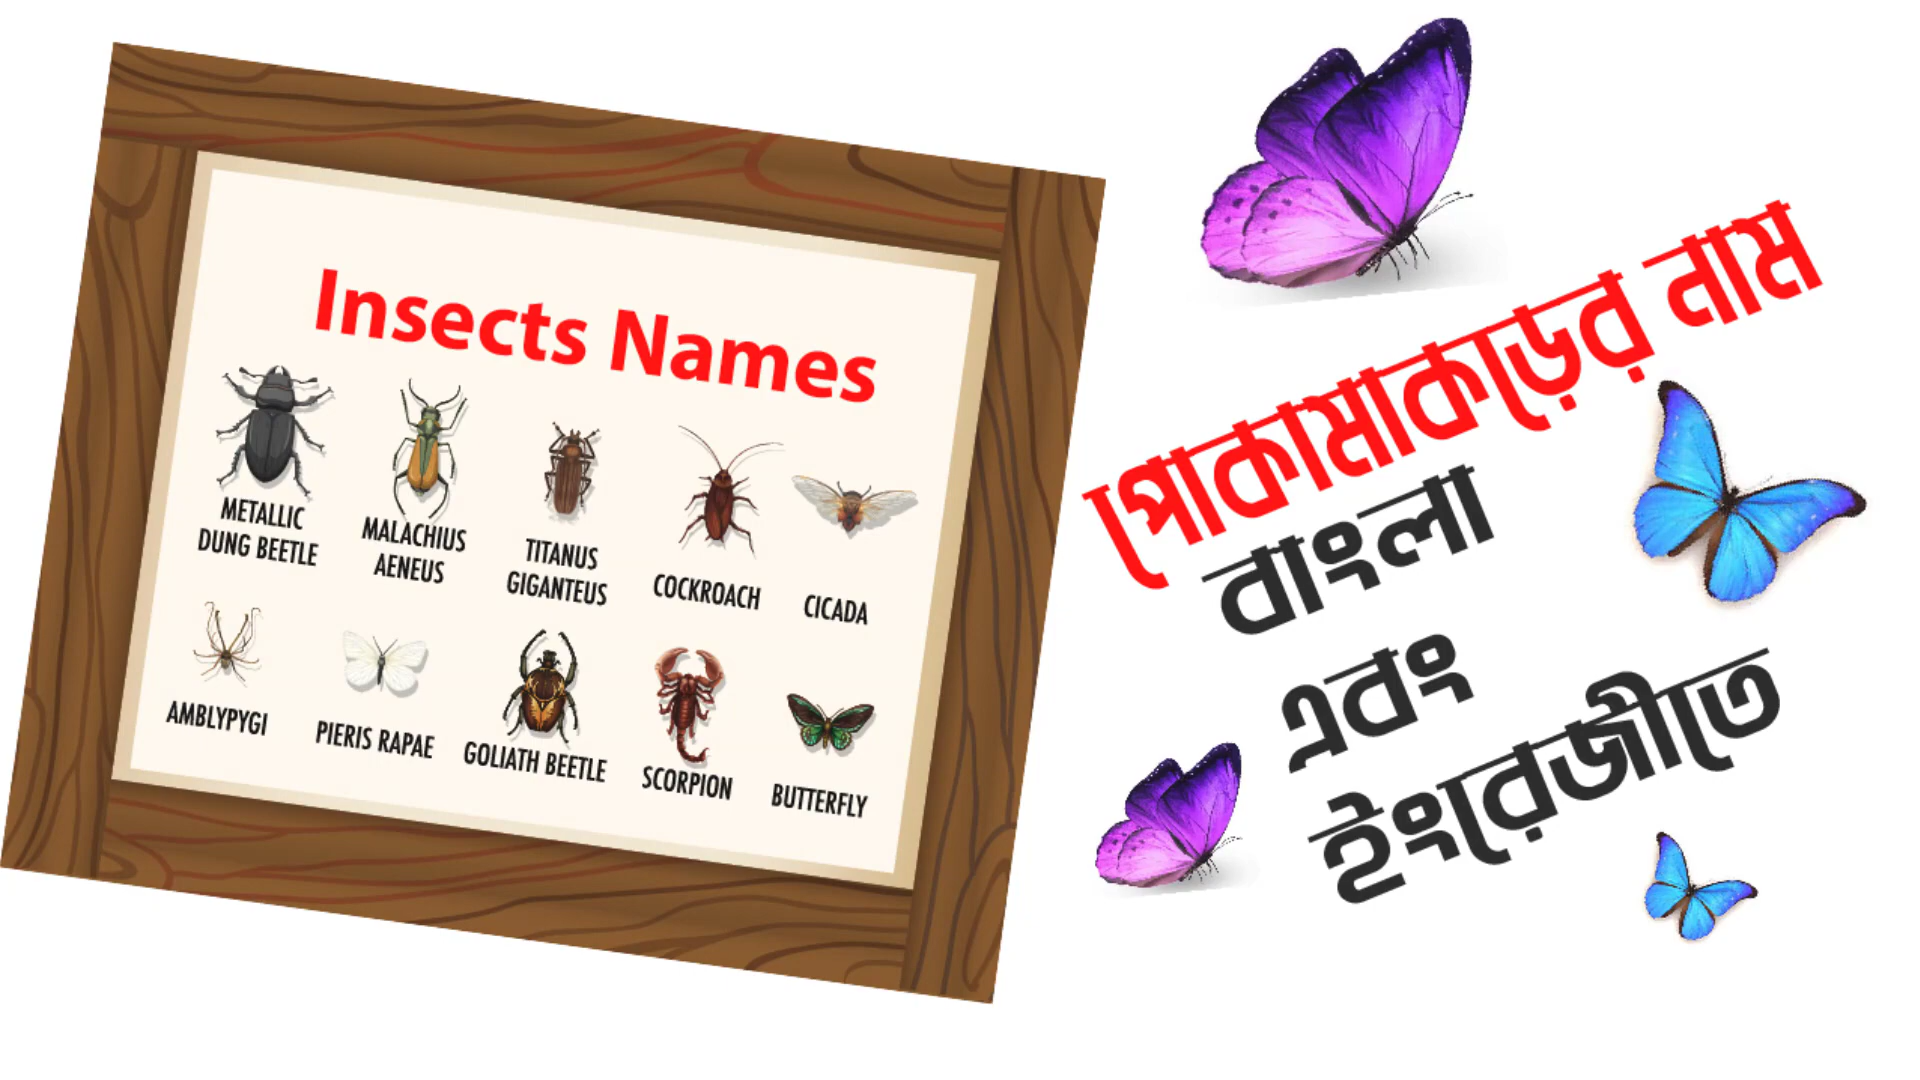 Insects Names
METALLIC
DUNG BEETLE
MALACHIUS
AENEUS
TITANUS
GIGANTEUS
COCKROACH
CICADA
AMBLYPYGI
PIERIS RAPAE
GOLIATH BEETLE
SCORPION
BUTTERFLY
পোকামাকড়ের নাম
বাংলা
এবং
ইংরেজীতে